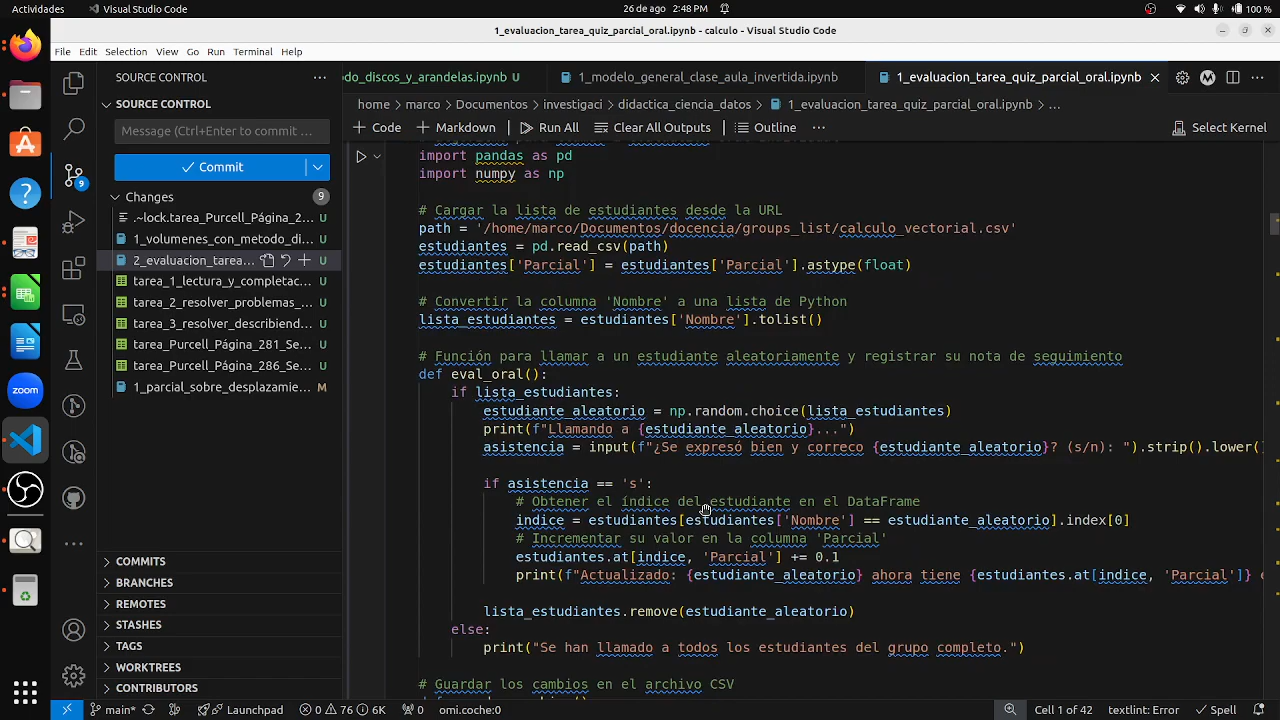 Actividades
Visual Studio Code
26 de ago 2:48 PM
100 %
1_evaluacion_tarea_quiz_parcial_oral.ipynb - calculo - Visual Studio Code
File Edit Selection View Go Run Terminal Help
SOURCE CONTROL
odo_discos_y_arandelas.ipynb U
1_modelo_general_clase_aula_invertida.ipynb
1_evaluacion_tarea_quiz_parcial_oral.ipynb
SOURCE CONTROL
Message (Ctrl+Enter to commit ...
Commit
Changes 9
.~lock.tarea_Purcell_Página_2... U
1_volumenes_con_metodo_di... U
2_evaluacion_tarea... U
tarea_1_lectura_y_completac... U
tarea_2_resolver_problemas_... U
tarea_3_resolver_describiend... U
tarea_Purcell_Página_281_Se... U
tarea_Purcell_Página_286_Se... U
1_parcial_sobre_desplazamie... M
COMMITS
BRANCHES
REMOTES
STASHES
TAGS
WORKTREES
CONTRIBUTORS
9
zoom
home > marco > Documentos > investigaci > didactica_ciencia_datos > 1_evaluacion_tarea_quiz_parcial_oral.ipynb > ...
+ Code + Markdown Run All Clear All Outputs Outline ... Select Kernel
import pandas as pd
import numpy as np
# Cargar la lista de estudiantes desde la URL
path = '/home/marco/Documentos/docencia/groups_list/calculo_vectorial.csv'
estudiantes = pd.read_csv(path)
estudiantes['Parcial'] = estudiantes['Parcial'].astype(float)
# Convertir la columna 'Nombre' a una lista de Python
lista_estudiantes = estudiantes['Nombre'].tolist()
# Función para llamar a un estudiante aleatoriamente y registrar su nota de seguimiento
def eval_oral():
if lista_estudiantes:
estudiante_aleatorio = np.random.choice(lista_estudiantes)
print(f"Llamando a {estudiante_aleatorio}...")
asistencia = input(f"¿Se expresó bien y correco {estudiante_aleatorio}? (s/n): ").strip().lower()
if asistencia == 's':
# Obtener el índice del estudiante en el DataFrame
indice = estudiantes[estudiantes['Nombre'] == estudiante_aleatorio].index[0]
# Incrementar su valor en la columna 'Parcial'
estudiantes.at[indice, 'Parcial'] += 0.1
print(f"Actualizado: {estudiante_aleatorio} ahora tiene {estudiantes.at[indice, 'Parcial']}
lista_estudiantes.remove(estudiante_aleatorio)
else:
print("Se han llamado a todos los estudiantes del grupo completo.")
# Guardar los cambios en el archivo CSV
main* Launchpad 0 76 6K 0 omi.coche:0 Cell 1 of 42 textlint: Error Spell